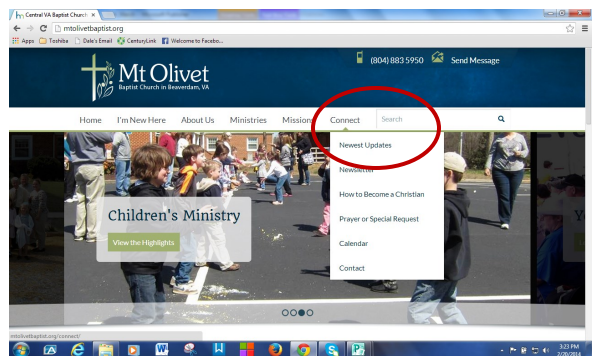 Central VA Baptist Church
mtolivetbaptist.org
Apps Toshiba Dale's Email CenturyLink Welcome to Facebo...
(804) 883 5950 Send Message
Mt Olivet
Baptist Church in Beaverdam, VA
Home I'm New Here About Us Ministries Missions Connect Search
Newest Updates
Newsletter
How to Become a Christian
Prayer or Special Request
Calendar
Contact
Children's Ministry
View the Highlights
mtolivetbaptist.org/connect/
3:23 PM
2/20/2014